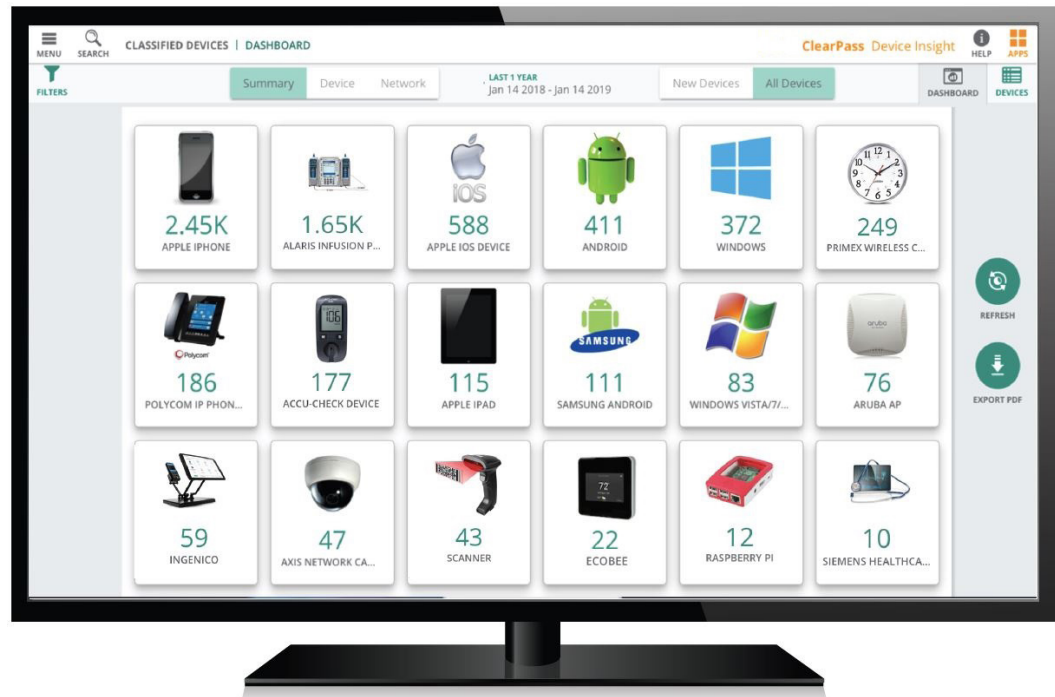 MENU
SEARCH
CLASSIFIED DEVICES | DASHBOARD
ClearPass Device Insight
HELP
APPS
FILTERS
Summary
Device
Network
LAST 1 YEAR
Jan 14 2018 - Jan 14 2019
New Devices
All Devices
DASHBOARD
DEVICES
2.45K
APPLE IPHONE
1.65K
ALARIS INFUSION P...
iOS
588
APPLE IOS DEVICE
411
ANDROID
372
WINDOWS
249
PRIMEX WIRELESS C...
Polycom
186
POLYCOM IP PHON...
106
177
ACCU-CHECK DEVICE
115
APPLE IPAD
SAMSUNG
111
SAMSUNG ANDROID
83
WINDOWS VISTA/7/...
aruba
76
ARUBA AP
REFRESH
EXPORT PDF
59
INGENICO
47
AXIS NETWORK CA...
43
SCANNER
72
22
ECOBEE
12
RASPBERRY PI
10
SIEMENS HEALTHCA...